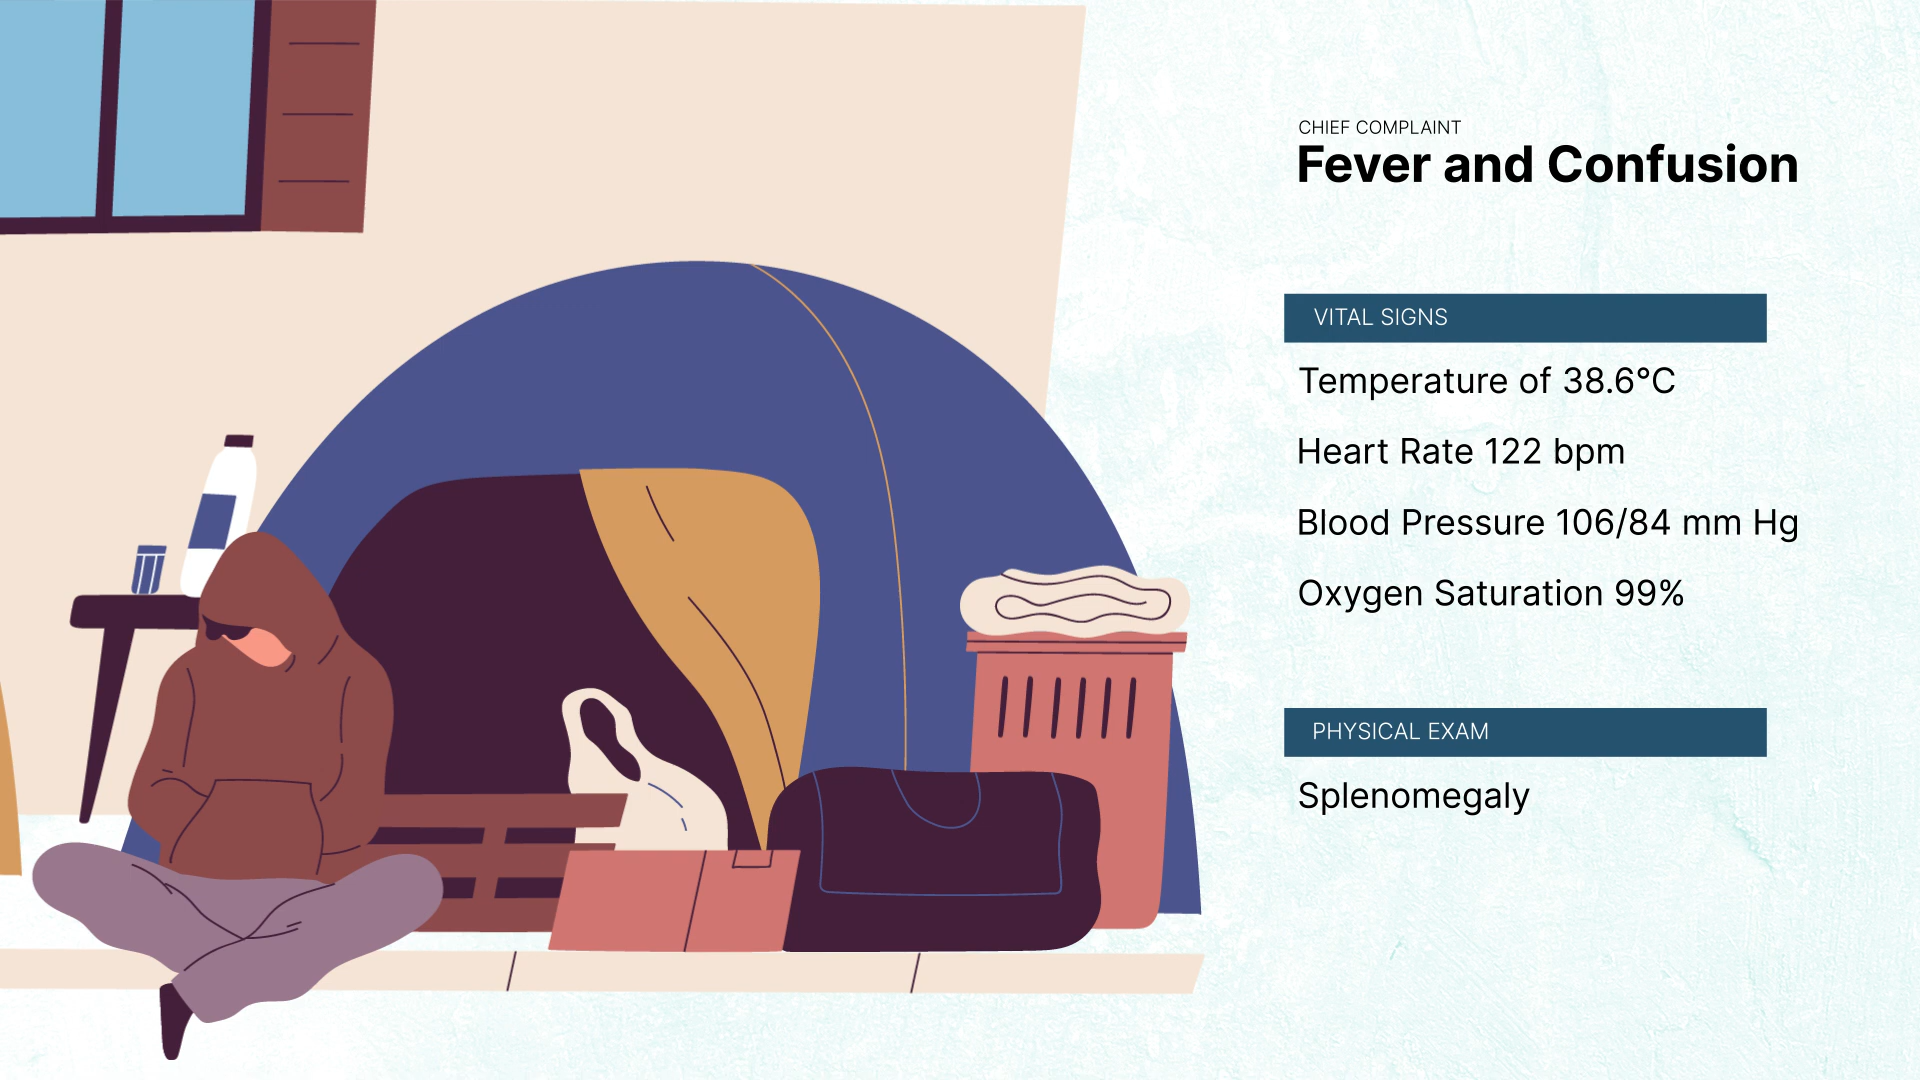 CHIEF COMPLAINT
Fever and Confusion
VITAL SIGNS
Temperature of 38.6°C
Heart Rate 122 bpm
Blood Pressure 106/84 mm Hg
Oxygen Saturation 99%
PHYSICAL EXAM
Splenomegaly